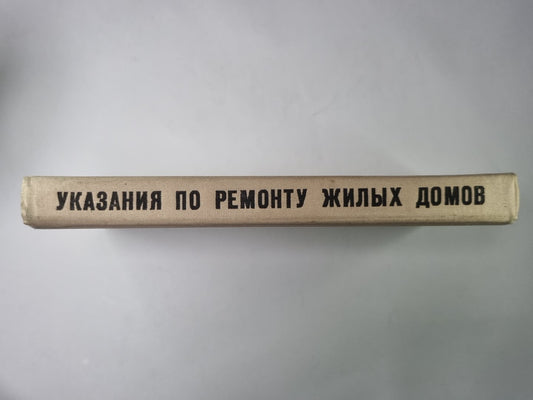 УКАЗАНИЯ ПО РЕМОНТУ ЖИЛЫХ ДОМОВ